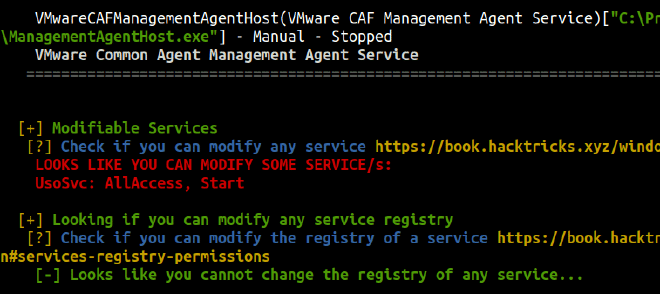 VMwareCAFManagementAgentHost(VMware CAF Management Agent Service)["C:\Pr
\ManagementAgentHost.exe"] - Manual - Stopped
VMware Common Agent Management Agent Service
=========================================================================
[+] Modifiable Services
[?] Check if you can modify any service https://book.hacktricks.xyz/windo
LOOKS LIKE YOU CAN MODIFY SOME SERVICE/s:
UsoSvc: AllAccess, Start
[+] Looking if you can modify any service registry
[?] Check if you can modify the registry of a service https://book.hacktr
n#services-registry-permissions
[-] Looks like you cannot change the registry of any service...